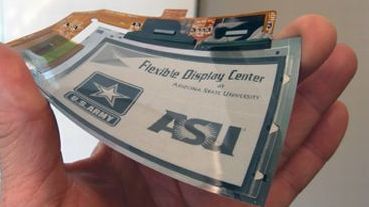 Flexible Display Center
AT
ARIZONA STATE UNIVERSITY
U.S. ARMY
ASU